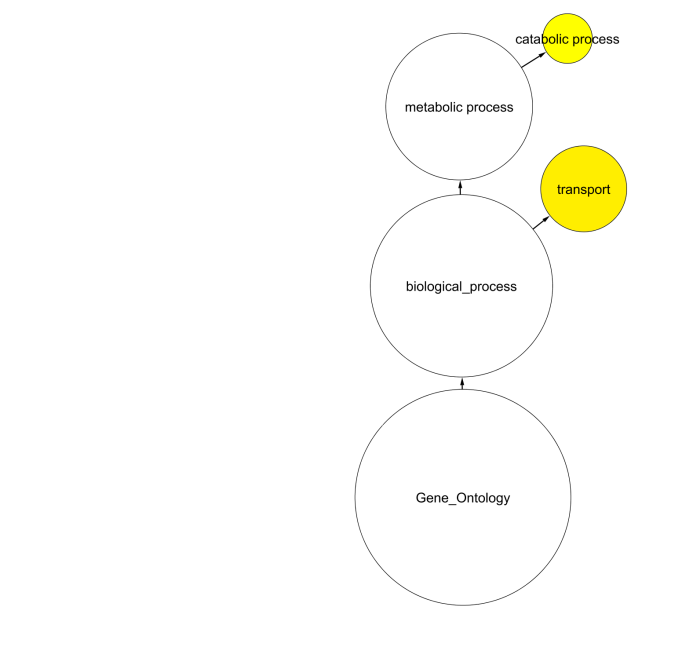 catabolic process
metabolic process
transport
biological_process
Gene_Ontology